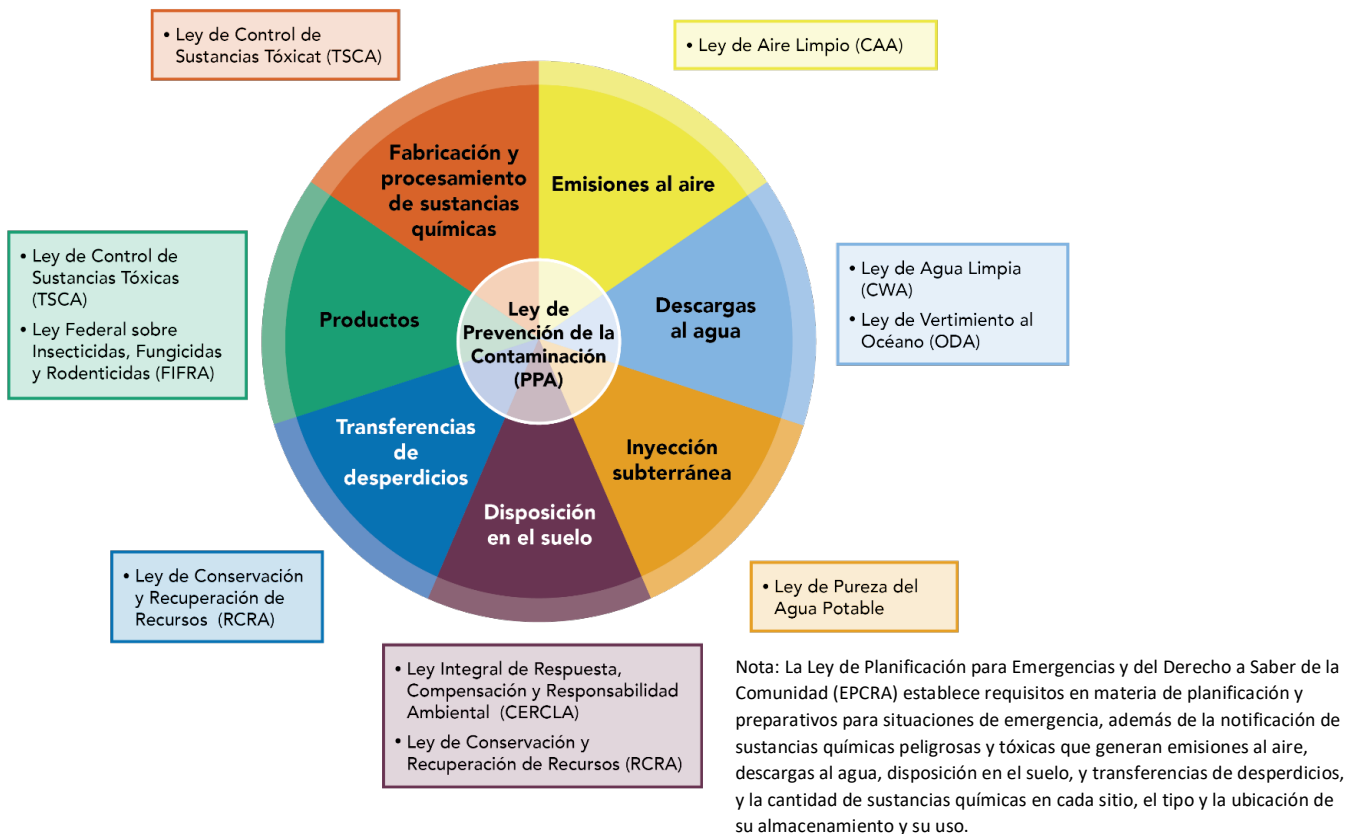 • Ley de Control de
Sustancias Tóxicat (TSCA)
• Ley de Aire Limpio (CAA)
Fabricación y
procesamiento
de sustancias
químicas
Emisiones al aire
• Ley de Control de
Sustancias Tóxicas
(TSCA)
• Ley Federal sobre
Insecticidas, Fungicidas
y Rodenticidas (FIFRA)
Productos
Ley de
Prevención de la
Contaminación
(PPA)
Descargas
al agua
• Ley de Agua Limpia
(CWA)
• Ley de Vertimiento al
Océano (ODA)
Transferencias
de
desperdicios
Disposición
en el suelo
Inyección
subterránea
• Ley de Conservación
y Recuperación de
Recursos (RCRA)
• Ley Integral de Respuesta,
Compensación y Responsabilidad
Ambiental (CERCLA)
• Ley de Conservación y
Recuperación de Recursos (RCRA)
• Ley de Pureza del
Agua Potable
Nota: La Ley de Planificación para Emergencias y del Derecho a Saber de la
Comunidad (EPCRA) establece requisitos en materia de planificación y
preparativos para situaciones de emergencia, además de la notificación de
sustancias químicas peligrosas y tóxicas que generan emisiones al aire,
descargas al agua, disposición en el suelo, y transferencias de desperdicios,
y la cantidad de sustancias químicas en cada sitio, el tipo y la ubicación de
su almacenamiento y su uso.